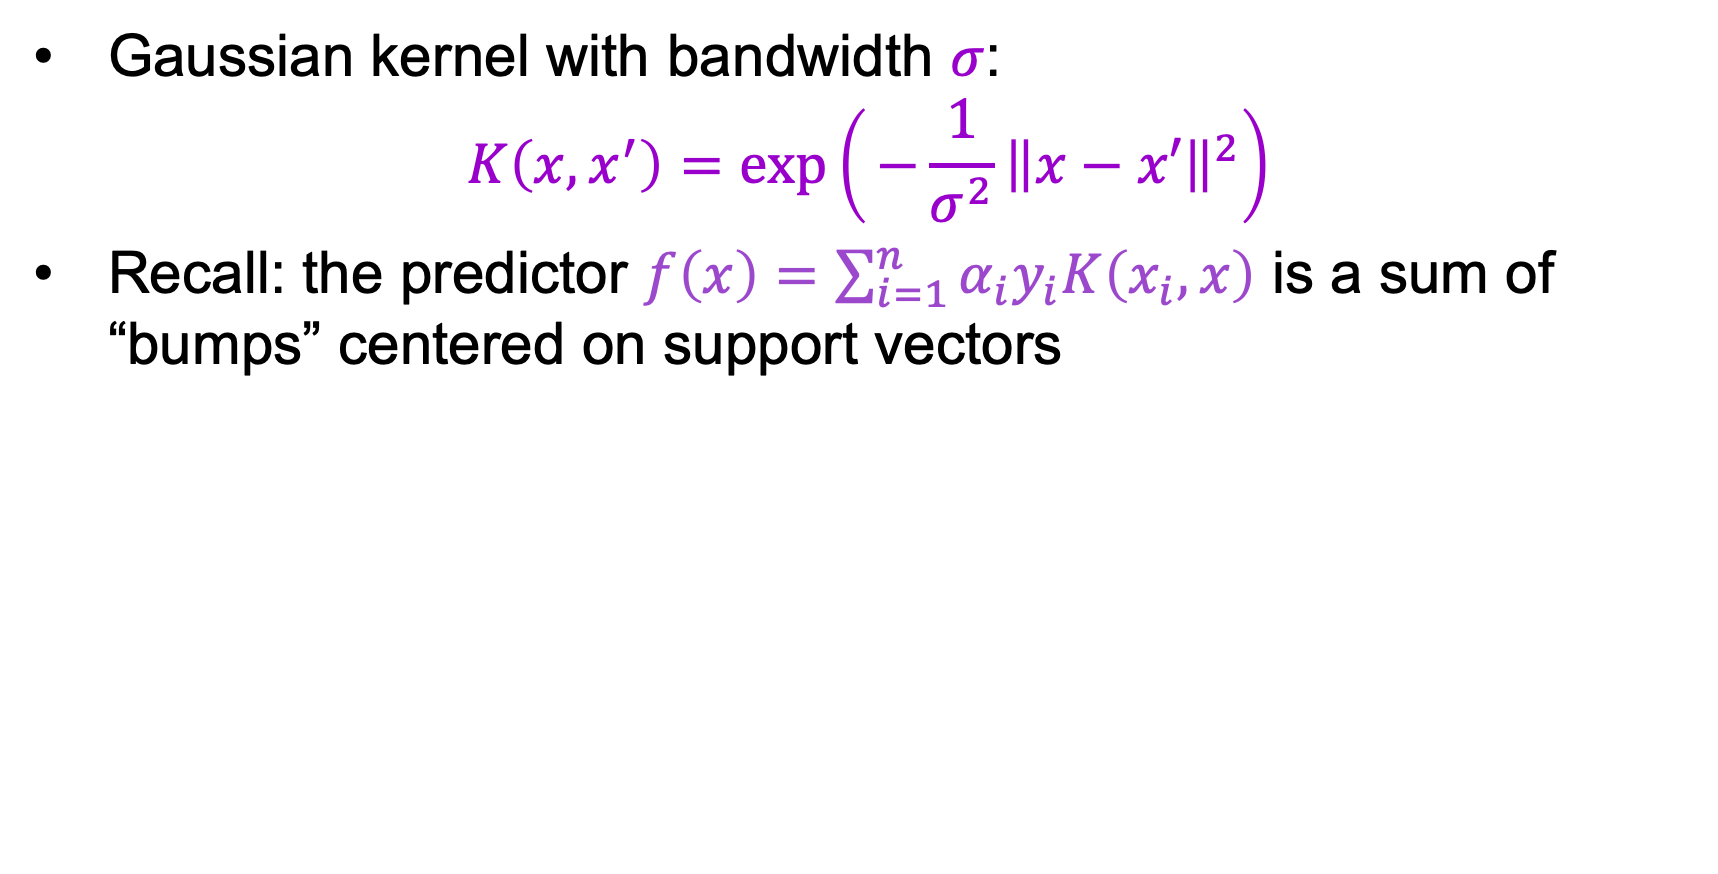 • Gaussian kernel with bandwidth σ:
K(x, x′) = exp(−1/σ² ‖x − x′‖²)
• Recall: the predictor f(x) = ∑ⁿᵢ₌₁ αᵢyᵢK(xᵢ, x) is a sum of
“bumps” centered on support vectors